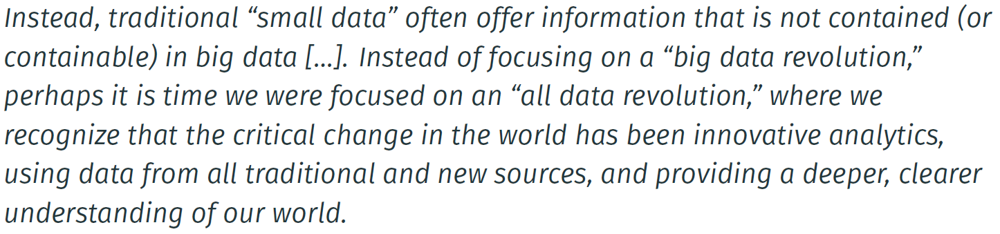 Instead, traditional “small data” often offer information that is not contained (or
containable) in big data [...]. Instead of focusing on a “big data revolution,”
perhaps it is time we were focused on an “all data revolution,” where we
recognize that the critical change in the world has been innovative analytics,
using data from all traditional and new sources, and providing a deeper, clearer
understanding of our world.